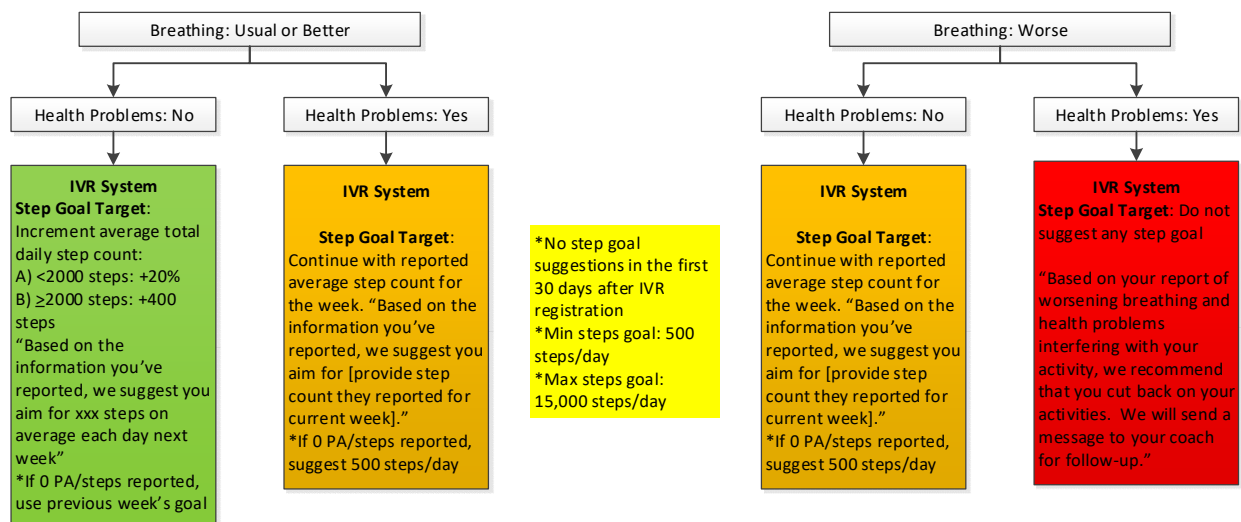 Breathing: Usual or Better
Health Problems: No
Health Problems: Yes
IVR System
Step Goal Target:
Increment average total
daily step count:
A) <2000 steps: +20%
B) ≥2000 steps: +400
steps
“Based on the
information you’ve
reported, we suggest you
aim for xxx steps on
average each day next
week”
*If 0 PA/steps reported,
use previous week’s goal
IVR System
Step Goal Target:
Continue with reported
average step count for
the week. “Based on the
information you’ve
reported, we suggest you
aim for [provide step
count they reported for
current week].”
*If 0 PA/steps reported,
suggest 500 steps/day
*No step goal
suggestions in the first
30 days after IVR
registration
*Min steps goal: 500
steps/day
*Max steps goal:
15,000 steps/day
Breathing: Worse
Health Problems: No
Health Problems: Yes
IVR System
Step Goal Target:
Continue with reported
average step count for
the week. “Based on the
information you’ve
reported, we suggest you
aim for [provide step
count they reported for
current week].”
*If 0 PA/steps reported,
suggest 500 steps/day
IVR System
Step Goal Target: Do not
suggest any step goal
“Based on your report of
worsening breathing and
health problems
interfering with your
activity, we recommend
that you cut back on your
activities. We will send a
message to your coach
for follow-up.”